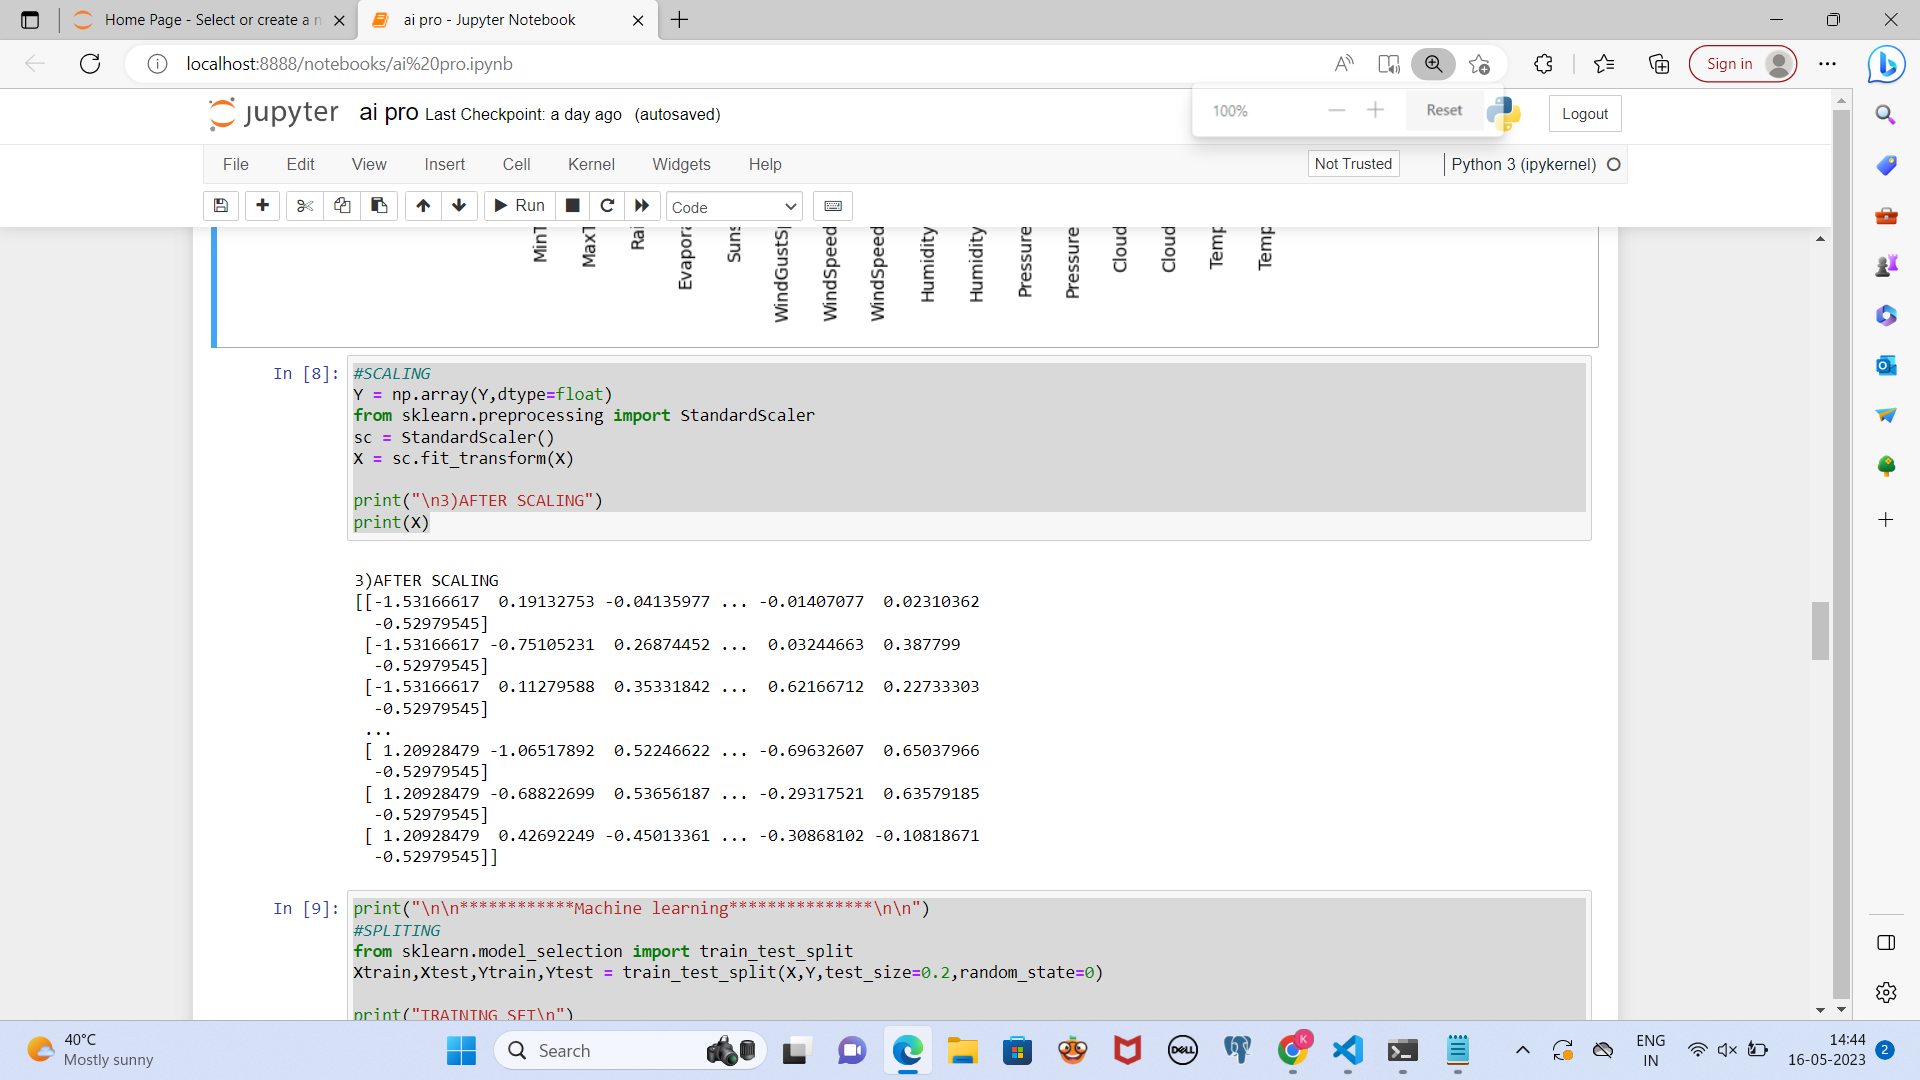 Home Page - Select or create a n
ai pro - Jupyter Notebook
localhost:8888/notebooks/ai%20pro.ipynb
Sign in
jupyter ai pro Last Checkpoint: a day ago (autosaved)
100%
Reset
Logout
File Edit View Insert Cell Kernel Widgets Help
Not Trusted
Python 3 (ipykernel)
Run
Code
MinT
MaxT
Rai
Evapora
Suns
WindGustSp
WindSpeed
WindSpeed
Humidity
Humidity
Pressure
Pressure
Cloud
Cloud
Temp
Temp
In [8]:
#SCALING
Y = np.array(Y,dtype=float)
from sklearn.preprocessing import StandardScaler
sc = StandardScaler()
X = sc.fit_transform(X)
print("\n3)AFTER SCALING")
print(X)
3)AFTER SCALING
[[-1.53166617 0.19132753 -0.04135977 ... -0.01407077 0.02310362
-0.52979545]
[-1.53166617 -0.75105231 0.26874452 ... 0.03244663 0.387799
-0.52979545]
[-1.53166617 0.11279588 0.35331842 ... 0.62166712 0.22733303
-0.52979545]
...
[ 1.20928479 -1.06517892 0.52246622 ... -0.69632607 0.65037966
-0.52979545]
[ 1.20928479 -0.68822699 0.53656187 ... -0.29317521 0.63579185
-0.52979545]
[ 1.20928479 0.42692249 -0.45013361 ... -0.30868102 -0.10818671
-0.52979545]]
In [9]:
print("\n\n************Machine learning***************\n\n")
#SPLITING
from sklearn.model_selection import train_test_split
Xtrain,Xtest,Ytrain,Ytest = train_test_split(X,Y,test_size=0.2,random_state=0)
print("TRAINING SET\n")
40°C
Mostly sunny
Search
DELL
K
ENG
IN
14:44
16-05-2023
2